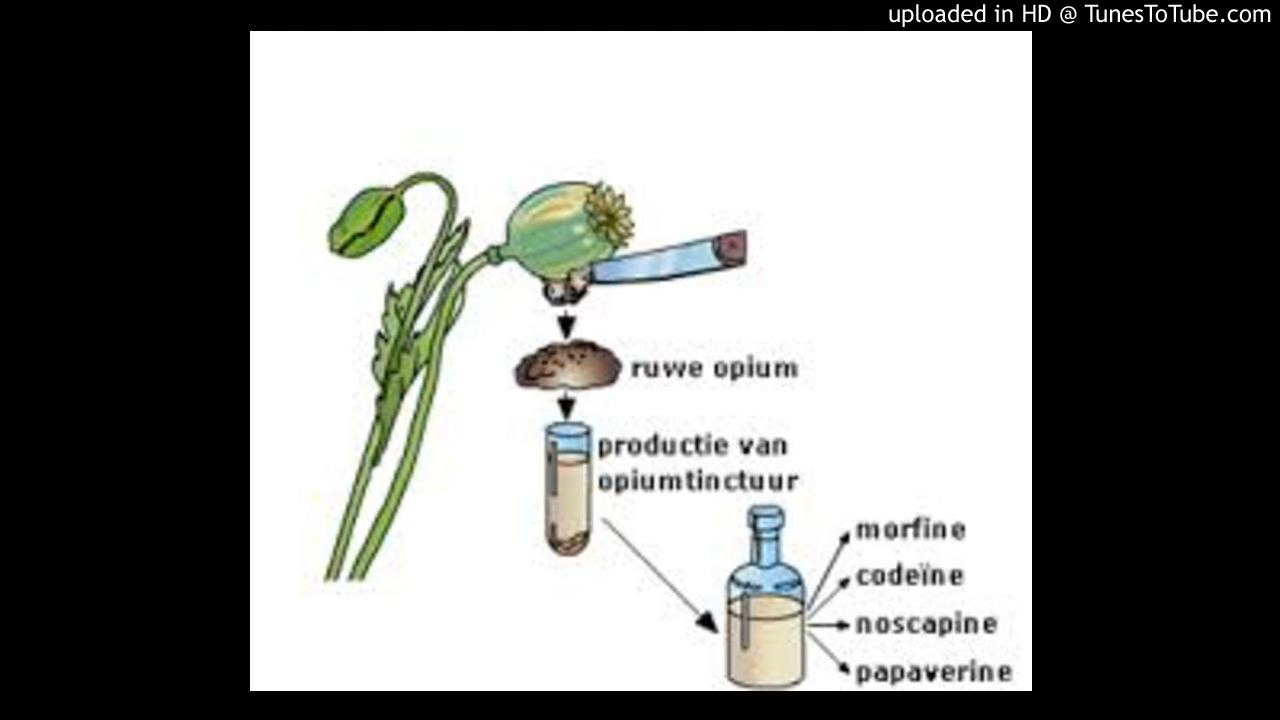 uploaded in HD @ TunesToTube.com
ruwe opium
productie van
opiumtinctuur
morfine
codeïne
noscapine
papaverine